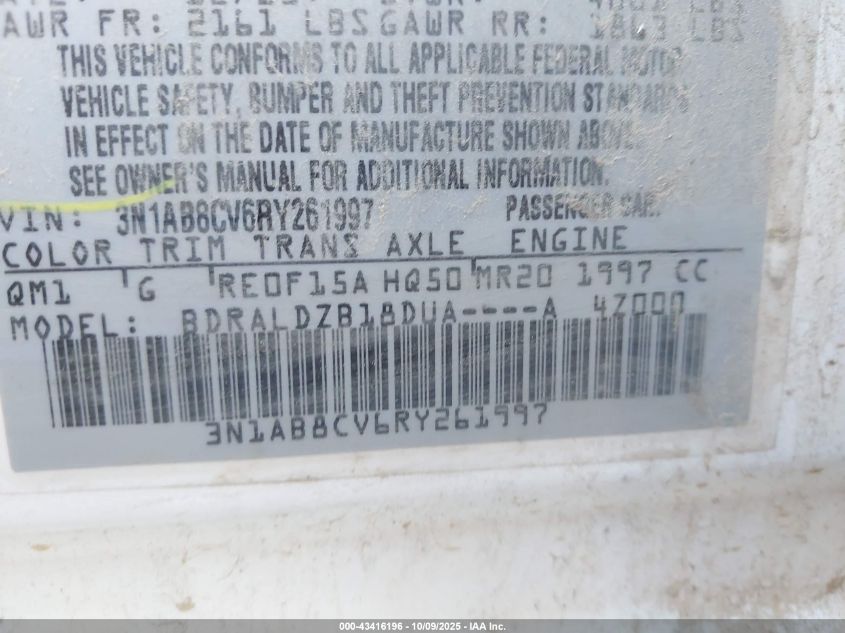 AWR FR: 2161 LBS GAWR RR: 1803 LBS
THIS VEHICLE CONFORMS TO ALL APPLICABLE FEDERAL MOTOR
VEHICLE SAFETY, BUMPER AND THEFT PREVENTION STANDARDS
IN EFFECT ON THE DATE OF MANUFACTURE SHOWN ABOVE.
SEE OWNER'S MANUAL FOR ADDITIONAL INFORMATION.
VIN: 3N1AB8CV6RY261997 PASSENGER CAR.
COLOR TRIM TRANS AXLE ENGINE
QM1 G RE0F15A HQ50 MR20 1997 CC
MODEL: BDRALDZB18DUA----A 4Z000
3N1AB8CV6RY261997
000-43416196 - 10/09/2025 - IAA Inc.